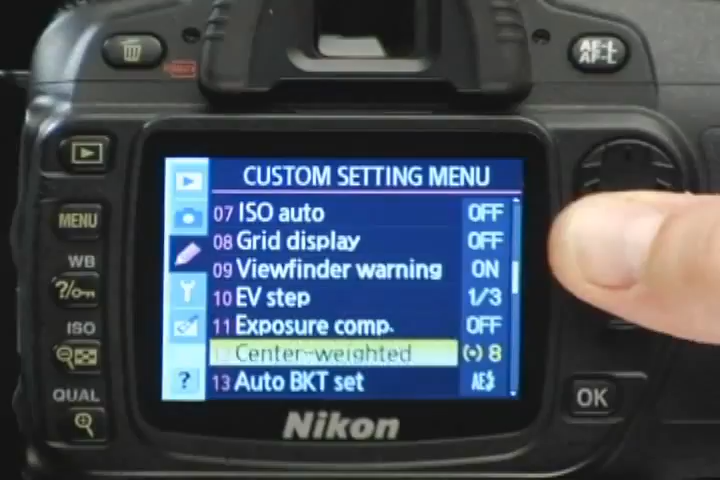 AE-L
AF-L
MENU
WB
?/
ISO
QUAL
CUSTOM SETTING MENU
07 ISO auto OFF
08 Grid display OFF
09 Viewfinder warning ON
10 EV step 1/3
11 Exposure comp. OFF
12 Center-weighted (•) 8
13 Auto BKT set AE$
?
OK
Nikon